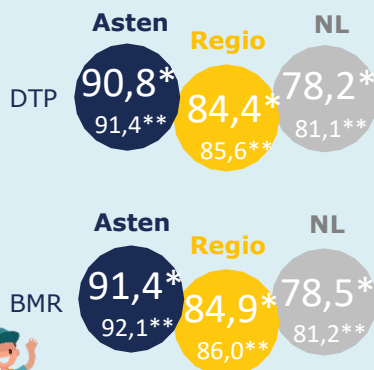 Asten Regio NL
DTP 90,8* 84,4* 78,2*
91,4** 85,6** 81,1**
Asten Regio NL
BMR 91,4* 84,9* 78,5*
92,1** 86,0** 81,2**